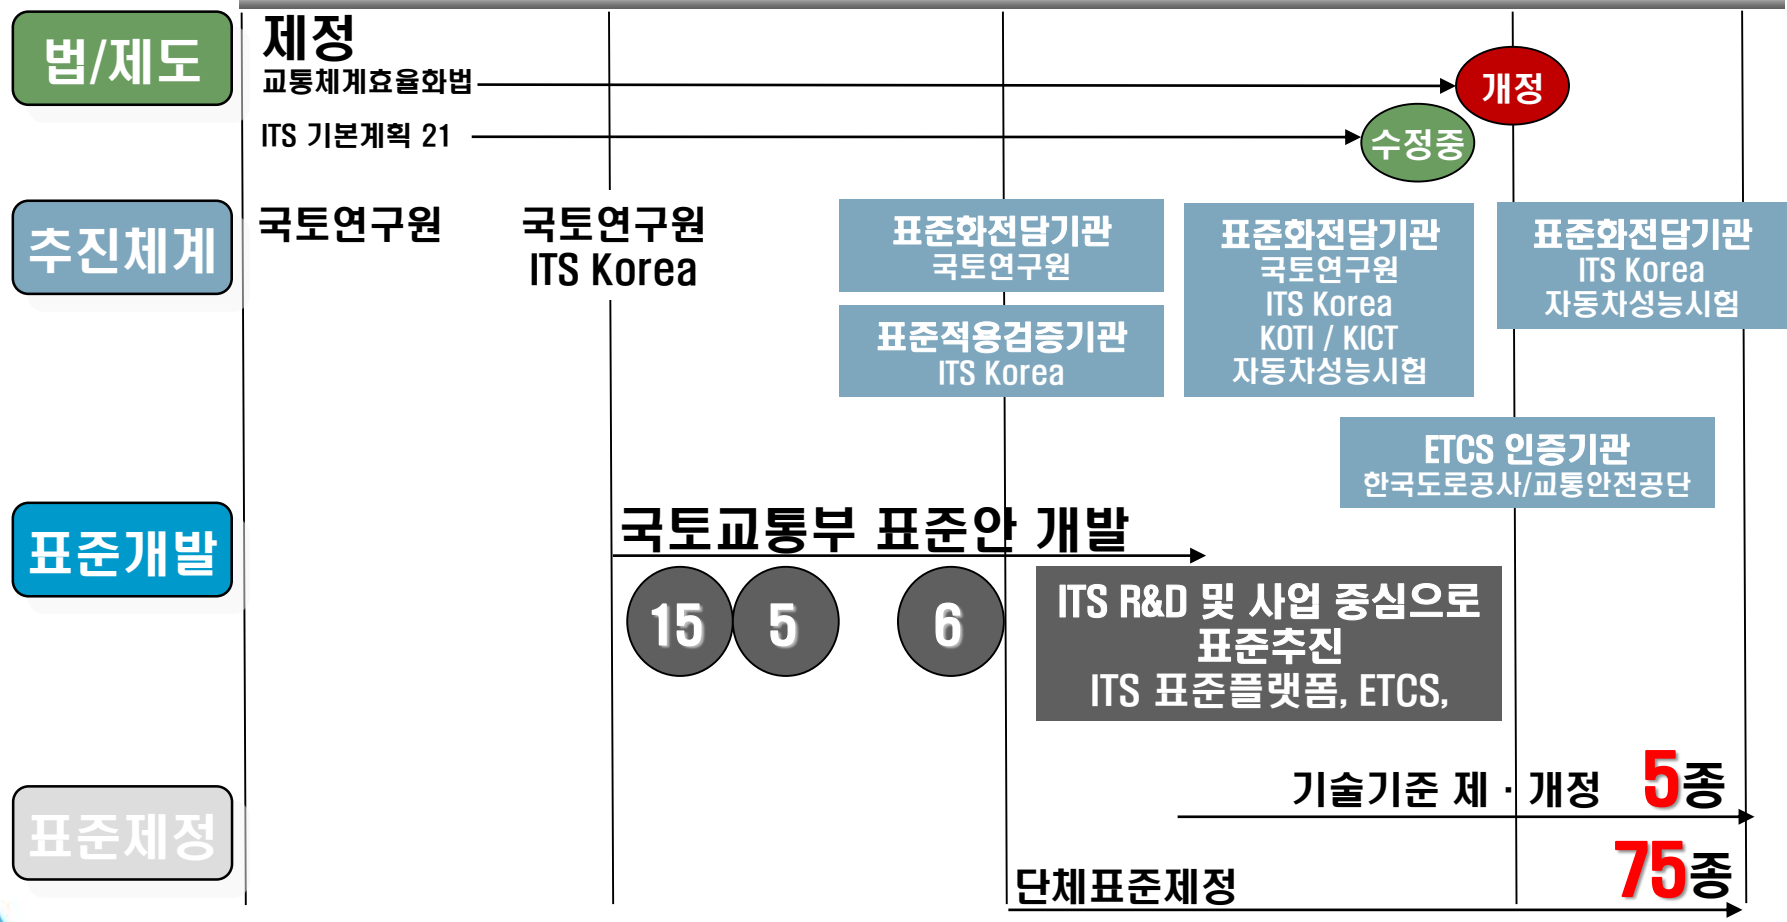 법/제도
제정
교통체계효율화법
개정
ITS 기본계획 21
수정중
추진체계
국토연구원
국토연구원
ITS Korea
표준화전담기관
국토연구원
표준적용검증기관
ITS Korea
표준화전담기관
국토연구원
ITS Korea
KOTI / KICT
자동차성능시험
표준화전담기관
ITS Korea
자동차성능시험
ETCS 인증기관
한국도로공사/교통안전공단
표준개발
국토교통부 표준안 개발
15
5
6
ITS R&D 및 사업 중심으로
표준추진
ITS 표준플랫폼, ETCS,
표준제정
기술기준 제 · 개정 5종
단체표준제정 75종